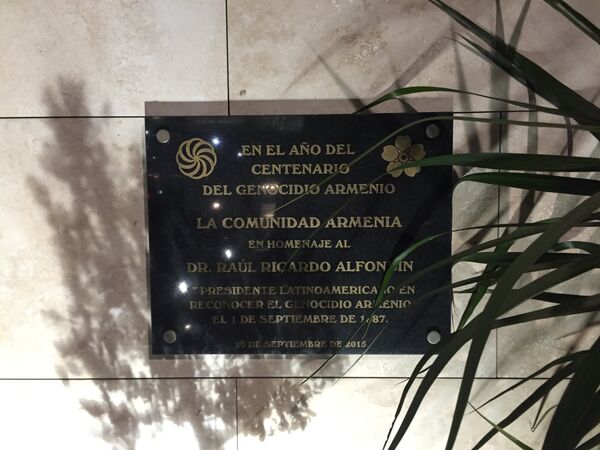 EN EL AÑO DEL
CENTENARIO
DEL GENOCIDIO ARMENIO
LA COMUNIDAD ARMENIA
EN HOMENAJE AL
DR. RAÚL RICARDO ALFONSÍN
PRESIDENTE LATINOAMERICANO EN
RECONOCER EL GENOCIDIO ARMENIO
EL 1 DE SEPTIEMBRE DE 1987.
20 DE SEPTIEMBRE DE 2015